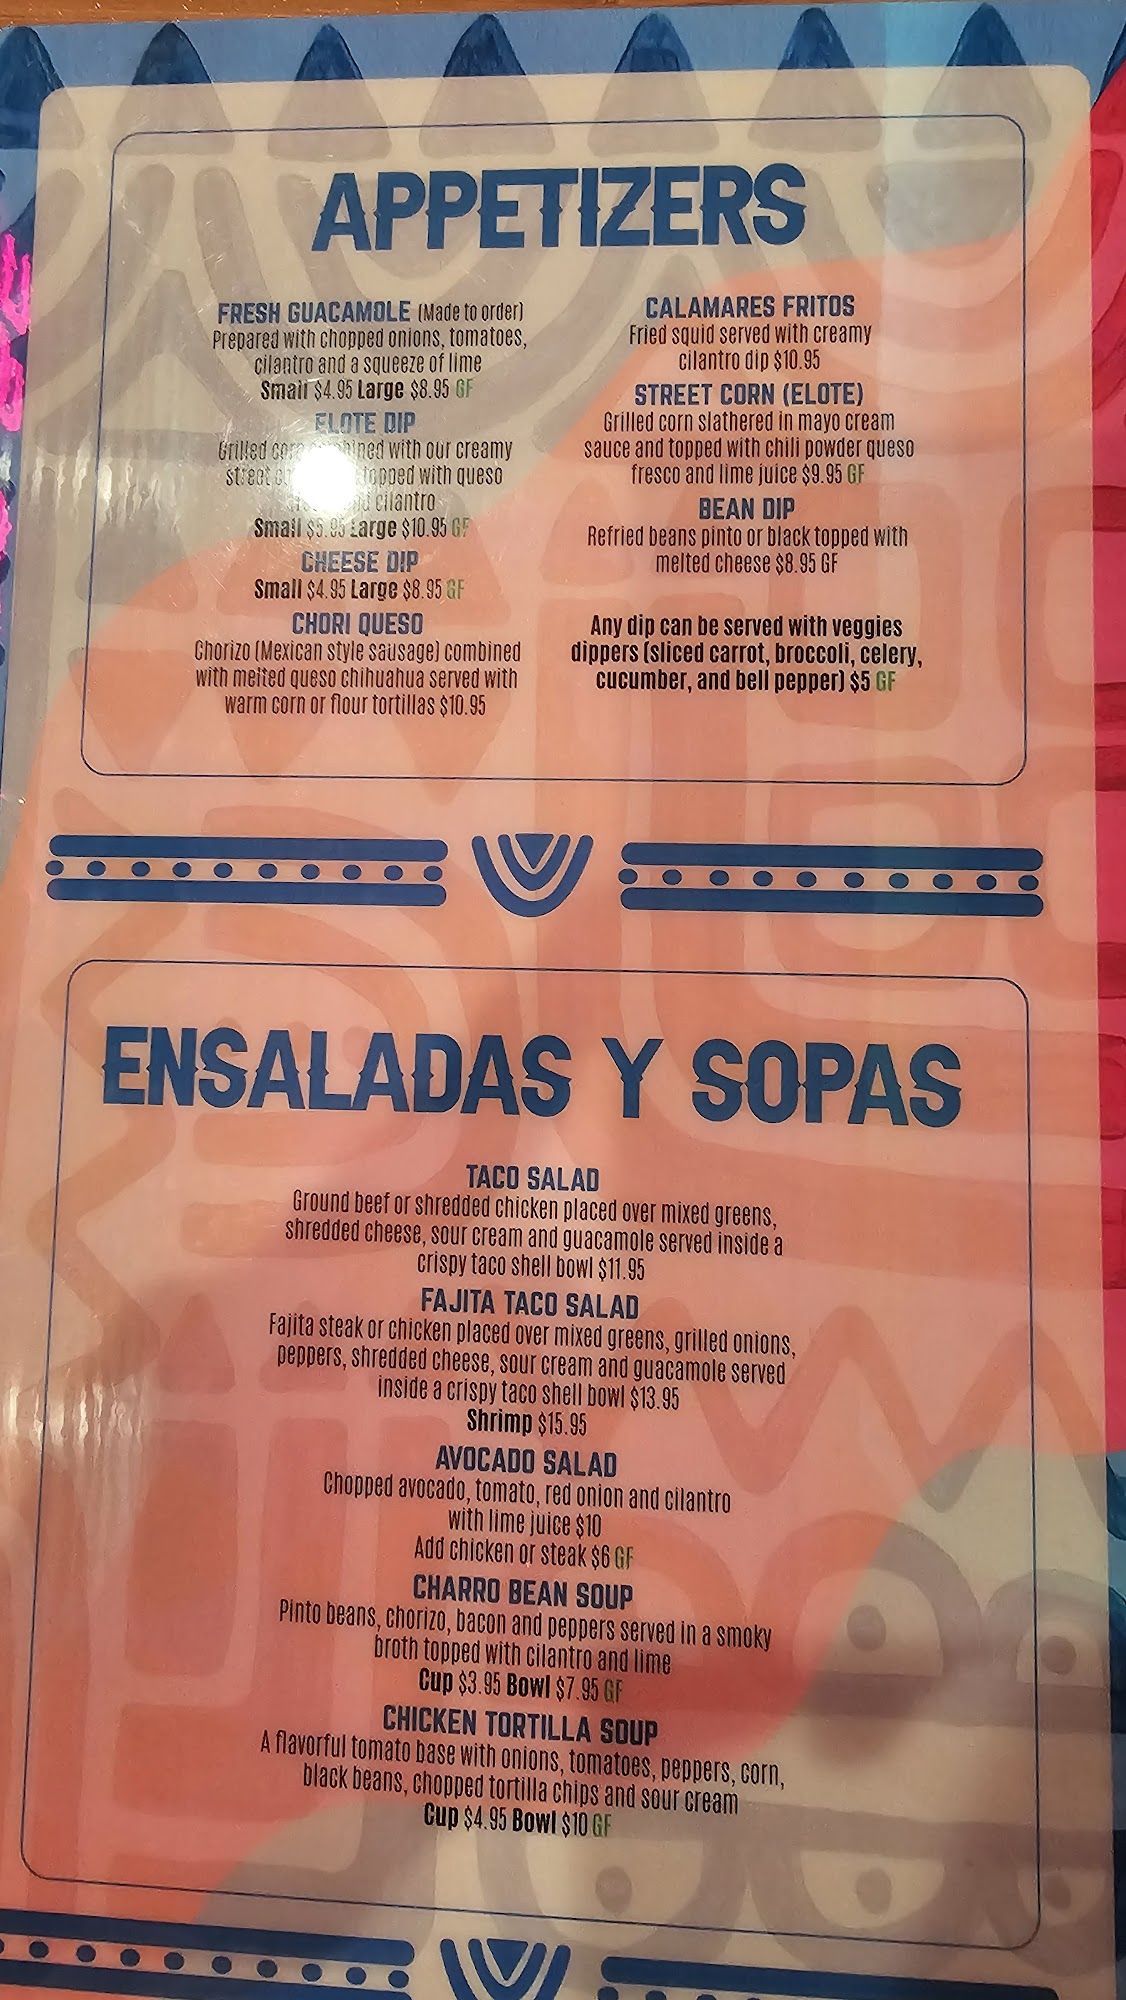 APPETIZERS
FRESH GUACAMOLE (Made to order)
Prepared with chopped onions, tomatoes,
cilantro and a squeeze of lime
Small $4.95 Large $8.95 GF
ELOTE DIP
Grilled with our creamy
street topped with queso
cilantro
Small Large $10.95 GF
CHEESE DIP
Small $4.95 Large $8.95 GF
CHORI QUESO
Chorizo (Mexican style sausage) combined
with melted queso chihuahua served with
warm corn or flour tortillas $10.95
CALAMARES FRITOS
Fried squid served with creamy
cilantro dip $10.95
STREET CORN (ELOTE)
Grilled corn slathered in mayo cream
sauce and topped with chili powder queso
fresco and lime juice $9.95 GF
BEAN DIP
Refried beans pinto or black topped with
melted cheese $8.95 GF
Any dip can be served with veggies
dippers (sliced carrot, broccoli, celery,
cucumber, and bell pepper) $5 GF
ENSALADAS Y SOPAS
TACO SALAD
Ground beef or shredded chicken placed over mixed greens,
shredded cheese, sour cream and guacamole served inside a
crispy taco shell bowl $11.95
FAJITA TACO SALAD
Fajita steak or chicken placed over mixed greens, grilled onions,
peppers, shredded cheese, sour cream and guacamole served
inside a crispy taco shell bowl $13.95
Shrimp $15.95
AVOCADO SALAD
Chopped avocado, tomato, red onion and cilantro
with lime juice $10
Add chicken or steak $6 GF
CHARRO BEAN SOUP
Pinto beans, chorizo, bacon and peppers served in a smoky
broth topped with cilantro and lime
Cup $3.95 Bowl $7.95 GF
CHICKEN TORTILLA SOUP
A flavorful tomato base with onions, tomatoes, peppers, corn,
black beans, chopped tortilla chips and sour cream
Cup $4.95 Bowl $10 GF